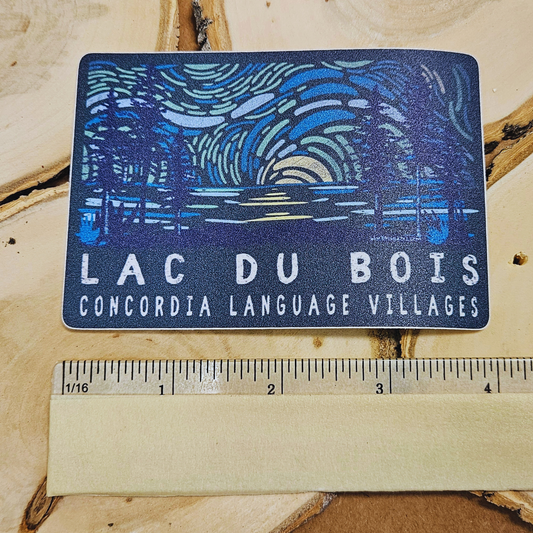 LAC DU BOIS
CONCORDIA LANGUAGE VILLAGES
1/16 1 2 3 4